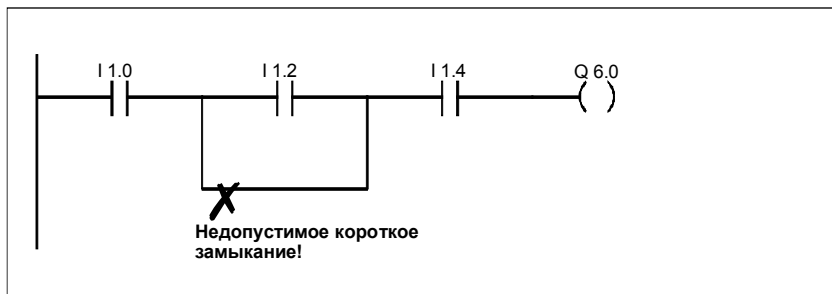 I 1.0 I 1.2 I 1.4 Q 6.0
Недопустимое короткое
замыкание!